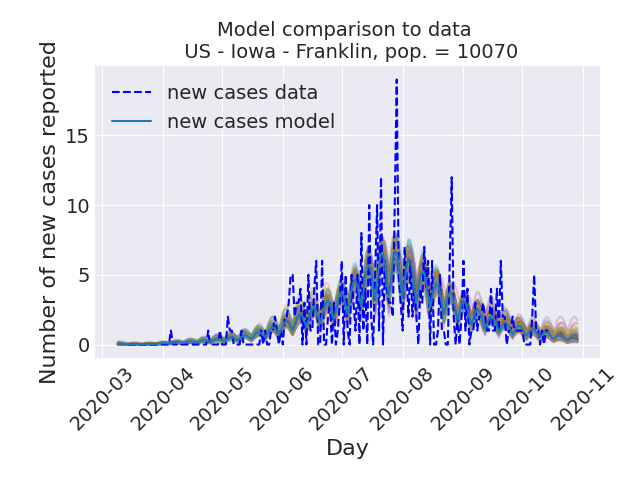 Model comparison to data
US - Iowa - Franklin, pop. = 10070
new cases data
new cases model
Number of new cases reported
15
10
5
0
2020-03
2020-04
2020-05
2020-06
2020-07
2020-08
2020-09
2020-10
2020-11
Day